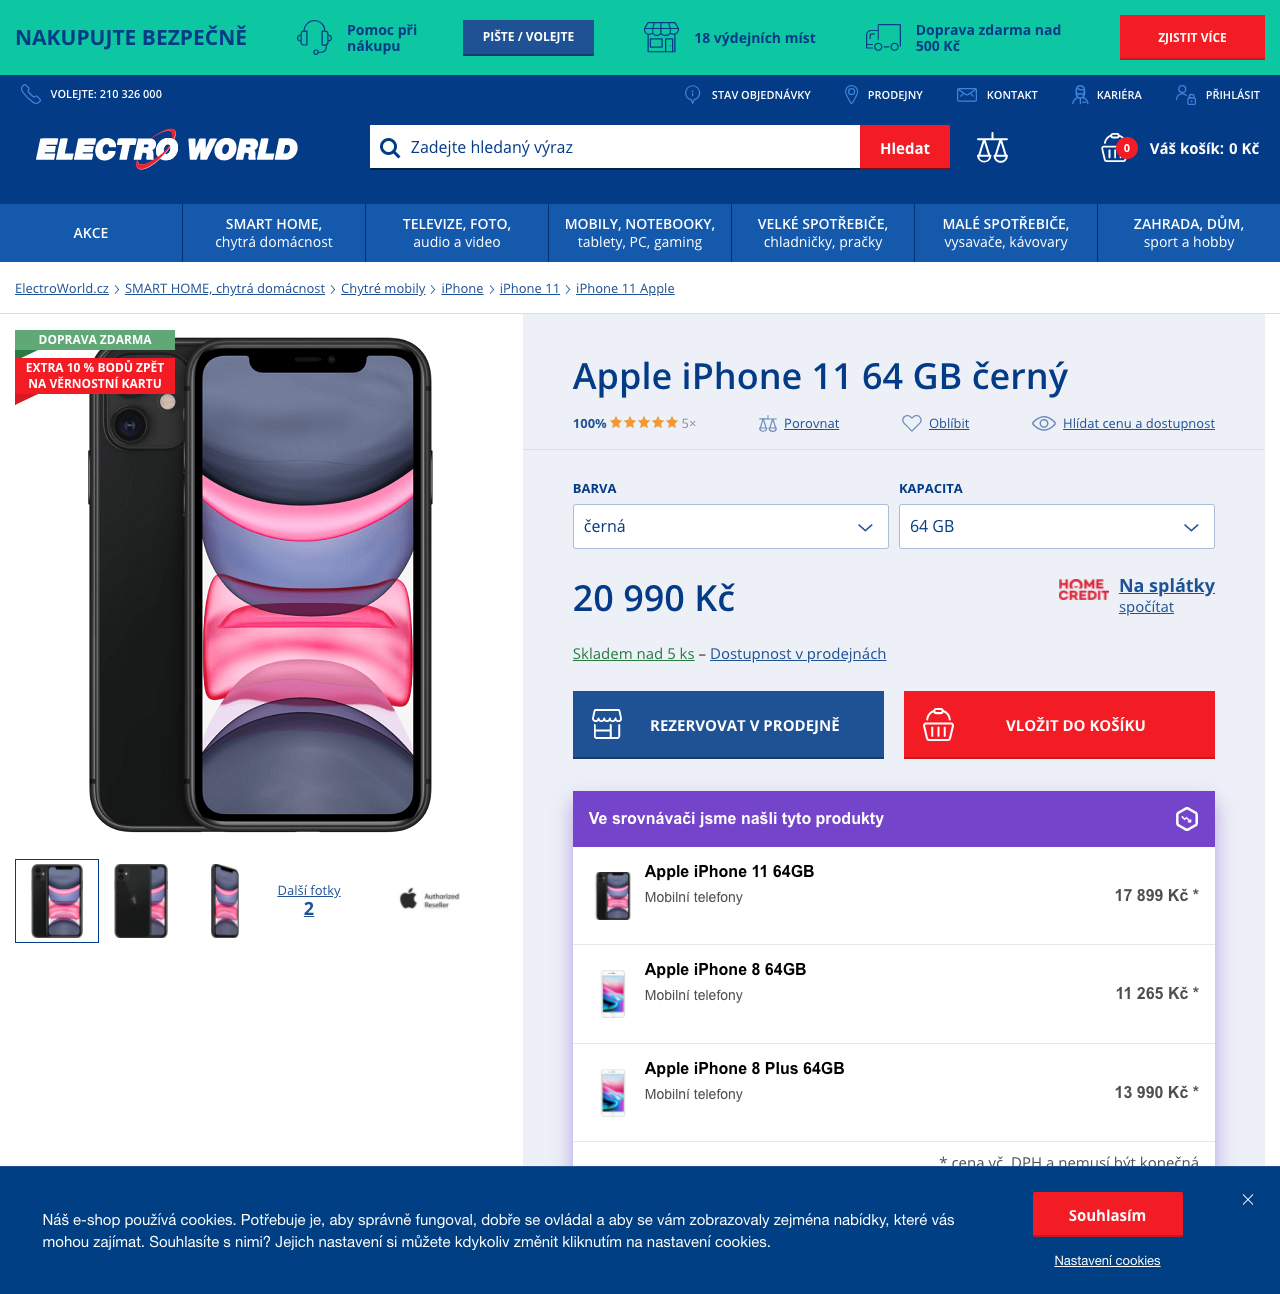 NAKUPUJTE BEZPEČNĚ
Pomoc při
nákupu
PIŠTE / VOLEJTE
18 výdejních míst
Doprava zdarma nad
500 Kč
ZJISTIT VÍCE
VOLEJTE: 210 326 000
STAV OBJEDNÁVKY
PRODEJNY
KONTAKT
KARIÉRA
PŘIHLÁSIT
ELECTRO WORLD
Zadejte hledaný výraz
Hledat
0
Váš košík: 0 Kč
AKCE
SMART HOME,
chytrá domácnost
TELEVIZE, FOTO,
audio a video
MOBILY, NOTEBOOKY,
tablety, PC, gaming
VELKÉ SPOTŘEBIČE,
chladničky, pračky
MALÉ SPOTŘEBIČE,
vysavače, kávovary
ZAHRADA, DŮM,
sport a hobby
ElectroWorld.cz > SMART HOME, chytrá domácnost > Chytré mobily > iPhone > iPhone 11 > iPhone 11 Apple
DOPRAVA ZDARMA
EXTRA 10 % BODŮ ZPĚT
NA VĚRNOSTNÍ KARTU
Apple iPhone 11 64 GB černý
100% 5×
Porovnat
Oblíbit
Hlídat cenu a dostupnost
BARVA
KAPACITA
černá
64 GB
20 990 Kč
HOME
CREDIT
Na splátky
spočítat
Skladem nad 5 ks – Dostupnost v prodejnách
REZERVOVAT V PRODEJNĚ
VLOŽIT DO KOŠÍKU
Ve srovnávači jsme našli tyto produkty
Apple iPhone 11 64GB
Mobilní telefony
17 899 Kč *
Další fotky
2
Authorized
Reseller
Apple iPhone 8 64GB
Mobilní telefony
11 265 Kč *
Apple iPhone 8 Plus 64GB
Mobilní telefony
13 990 Kč *
* cena vč. DPH a nemusí být konečná
Náš e-shop používá cookies. Potřebuje je, aby správně fungoval, dobře se ovládal a aby se vám zobrazovaly zejména nabídky, které vás
mohou zajímat. Souhlasíte s nimi? Jejich nastavení si můžete kdykoliv změnit kliknutím na nastavení cookies.
Souhlasím
Nastavení cookies